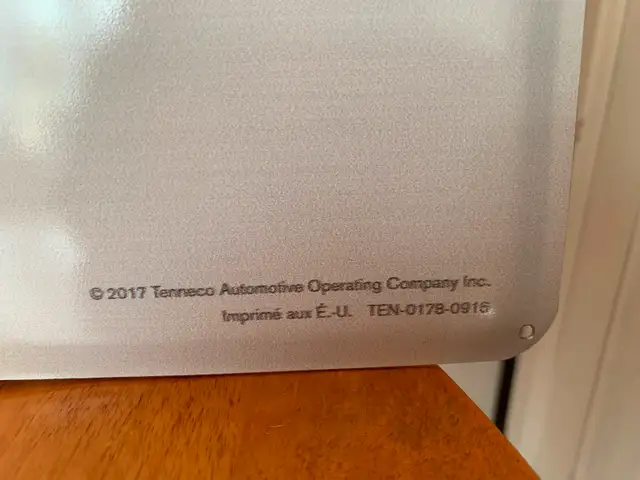 © 2017 Tenneco Automotive Operating Company Inc.
Imprimé aux É.-U. TEN-0178-0916